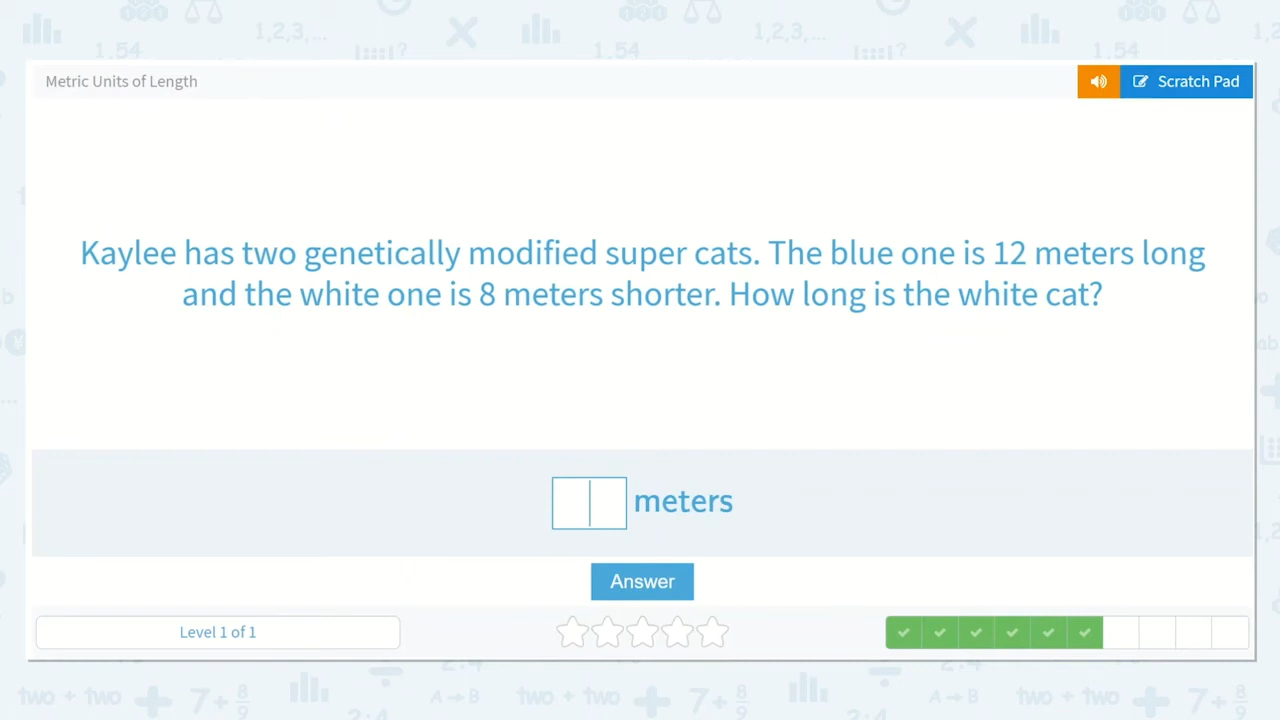 Metric Units of Length
Scratch Pad
Kaylee has two genetically modified super cats. The blue one is 12 meters long
and the white one is 8 meters shorter. How long is the white cat?
meters
Answer
Level 1 of 1